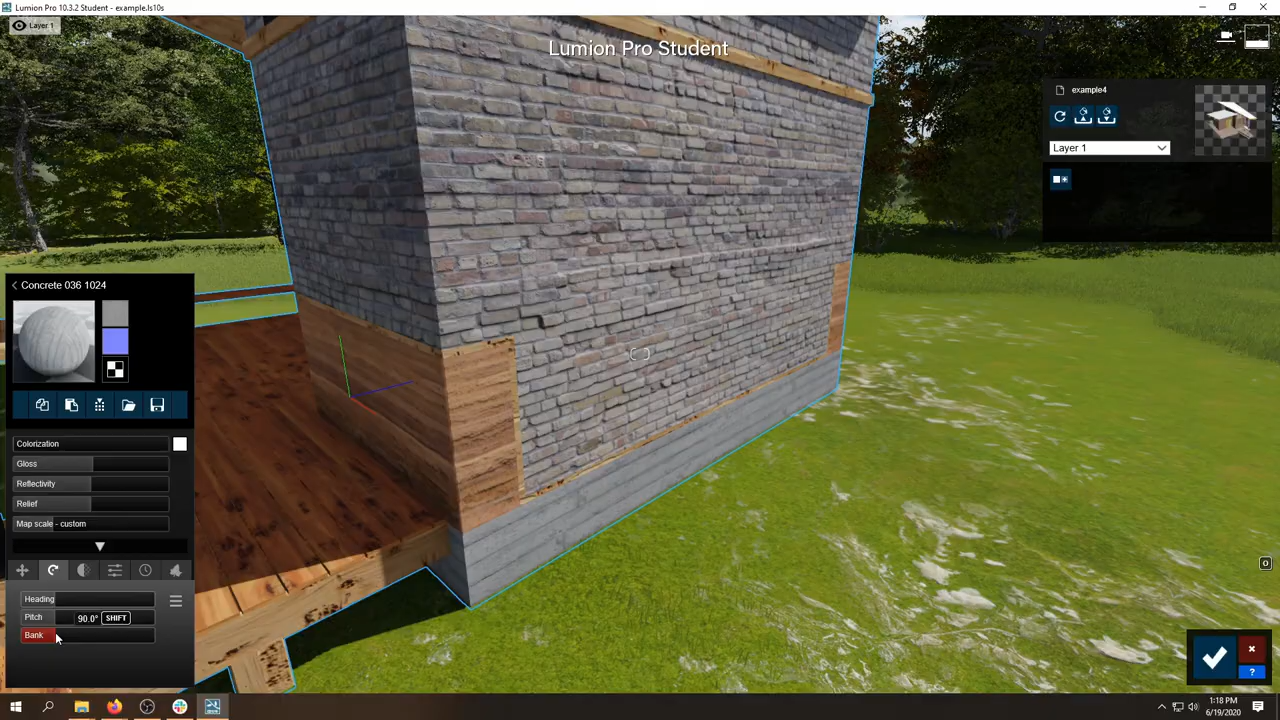 Lumion Pro 10.3.2 Student - example.ls10s
Layer 1
Lumion Pro Student
example4
Layer 1
Concrete 036 1024
Colorization
Gloss
Reflectivity
Relief
Map scale - custom
Heading
Pitch 90.0° SHIFT
Bank
?
1:18 PM
6/19/2020